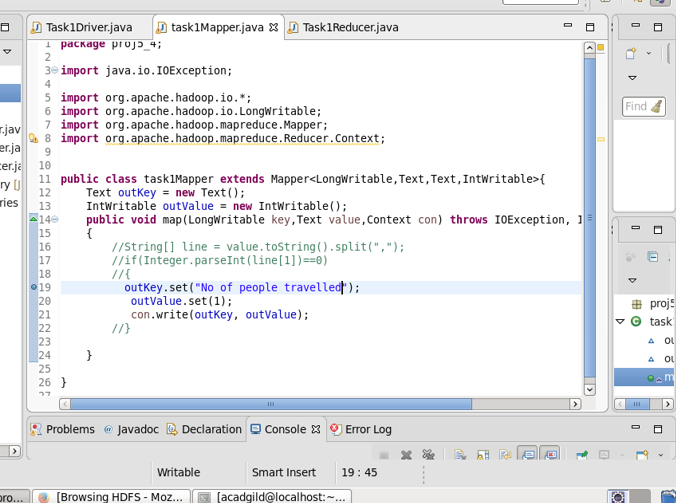 Task1Driver.java
task1Mapper.java
Task1Reducer.java
1 package proj5_4;
2
3 import java.io.IOException;
4
5 import org.apache.hadoop.io.*;
6 import org.apache.hadoop.io.LongWritable;
7 import org.apache.hadoop.mapreduce.Mapper;
8 import org.apache.hadoop.mapreduce.Reducer.Context;
9
10
11 public class task1Mapper extends Mapper<LongWritable,Text,Text,IntWritable>{
12 Text outKey = new Text();
13 IntWritable outValue = new IntWritable();
14 public void map(LongWritable key,Text value,Context con) throws IOException, I
15 {
16 //String[] line = value.toString().split(",");
17 //if(Integer.parseInt(line[1])==0)
18 //{
19 outKey.set("No of people travelled");
20 outValue.set(1);
21 con.write(outKey, outValue);
22 //}
23
24 }
25
26 }
27
r.jav
er.ja
cer.ja
ry [J
ries
Find
proj5
task
ou
ou
m
Problems
Javadoc
Declaration
Console
Error Log
Writable
Smart Insert
19 : 45
pro...
[Browsing HDFS - Moz...
[acadgild@localhost:~...